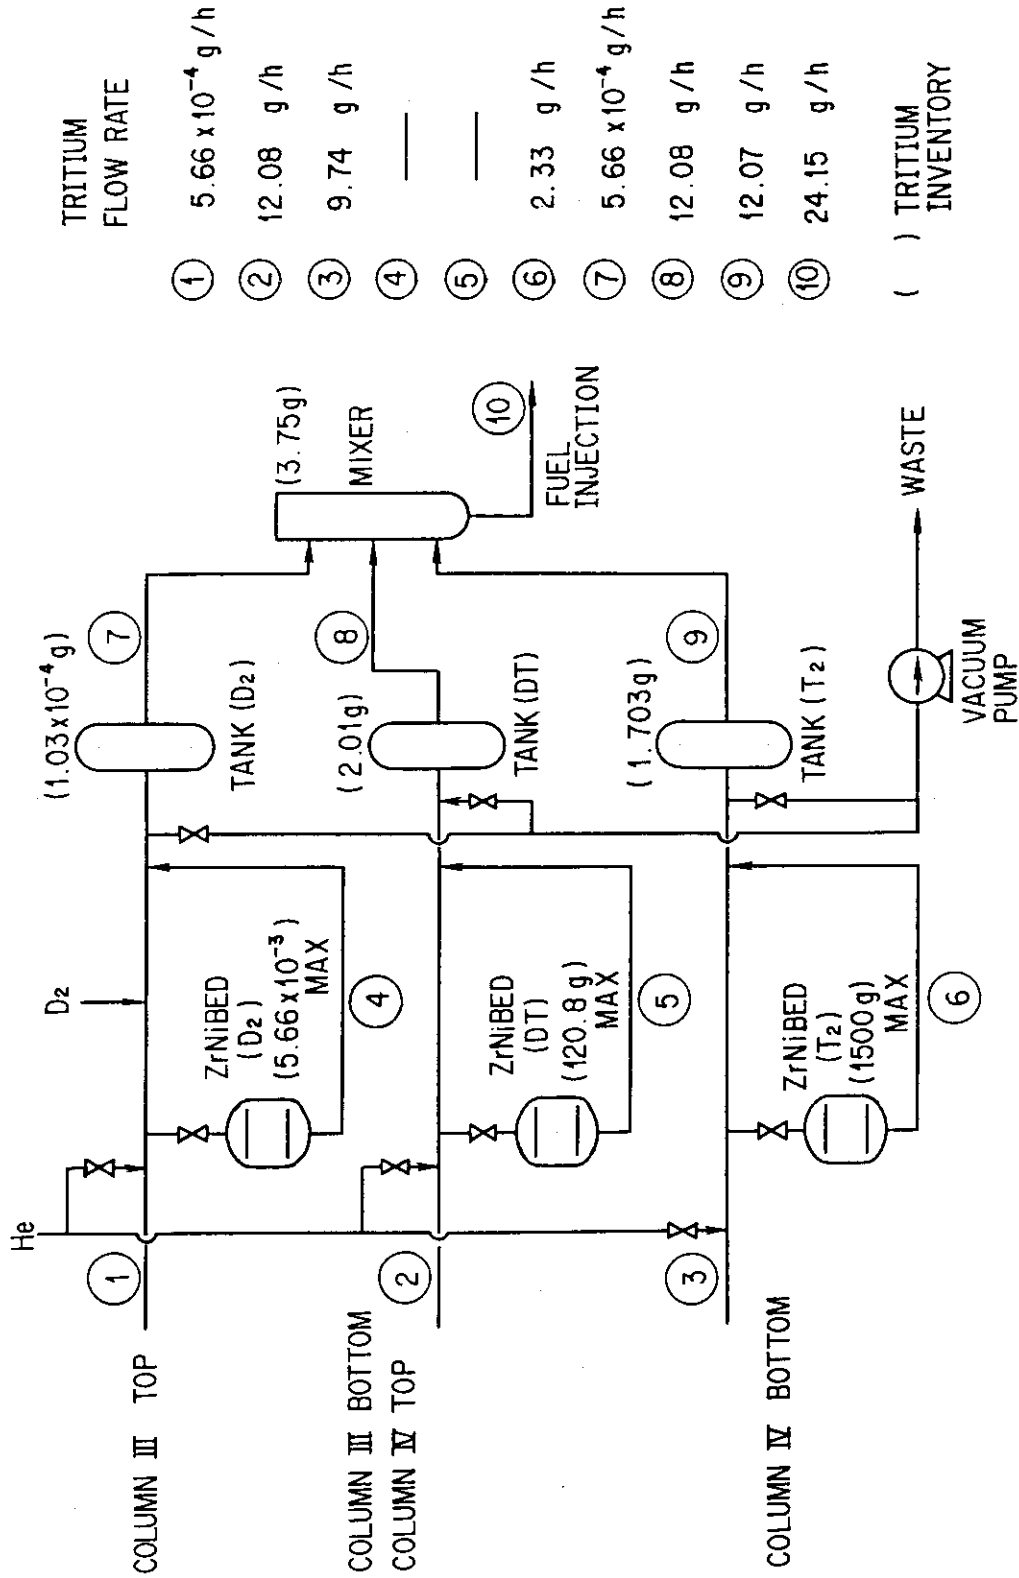 He
D₂
COLUMN III TOP
①
ZrNiBED
(D₂)
(5.66×10⁻³)
MAX
④
(1.03×10⁻⁴g)
TANK (D₂)
⑦
COLUMN III BOTTOM
COLUMN IV TOP
②
ZrNiBED
(DT)
(120.8g)
MAX
⑤
(2.01g)
TANK (DT)
⑧
(3.75g)
MIXER
⑩
FUEL
INJECTION
COLUMN IV BOTTOM
③
ZrNiBED
(T₂)
(1500g)
MAX
⑥
(1.703g)
TANK (T₂)
⑨
VACUUM
PUMP
WASTE
TRITIUM
FLOW RATE
① 5.66×10⁻⁴ g/h
② 12.08 g/h
③ 9.74 g/h
④ ——
⑤ ——
⑥ 2.33 g/h
⑦ 5.66×10⁻⁴ g/h
⑧ 12.08 g/h
⑨ 12.07 g/h
⑩ 24.15 g/h
( ) TRITIUM
INVENTORY